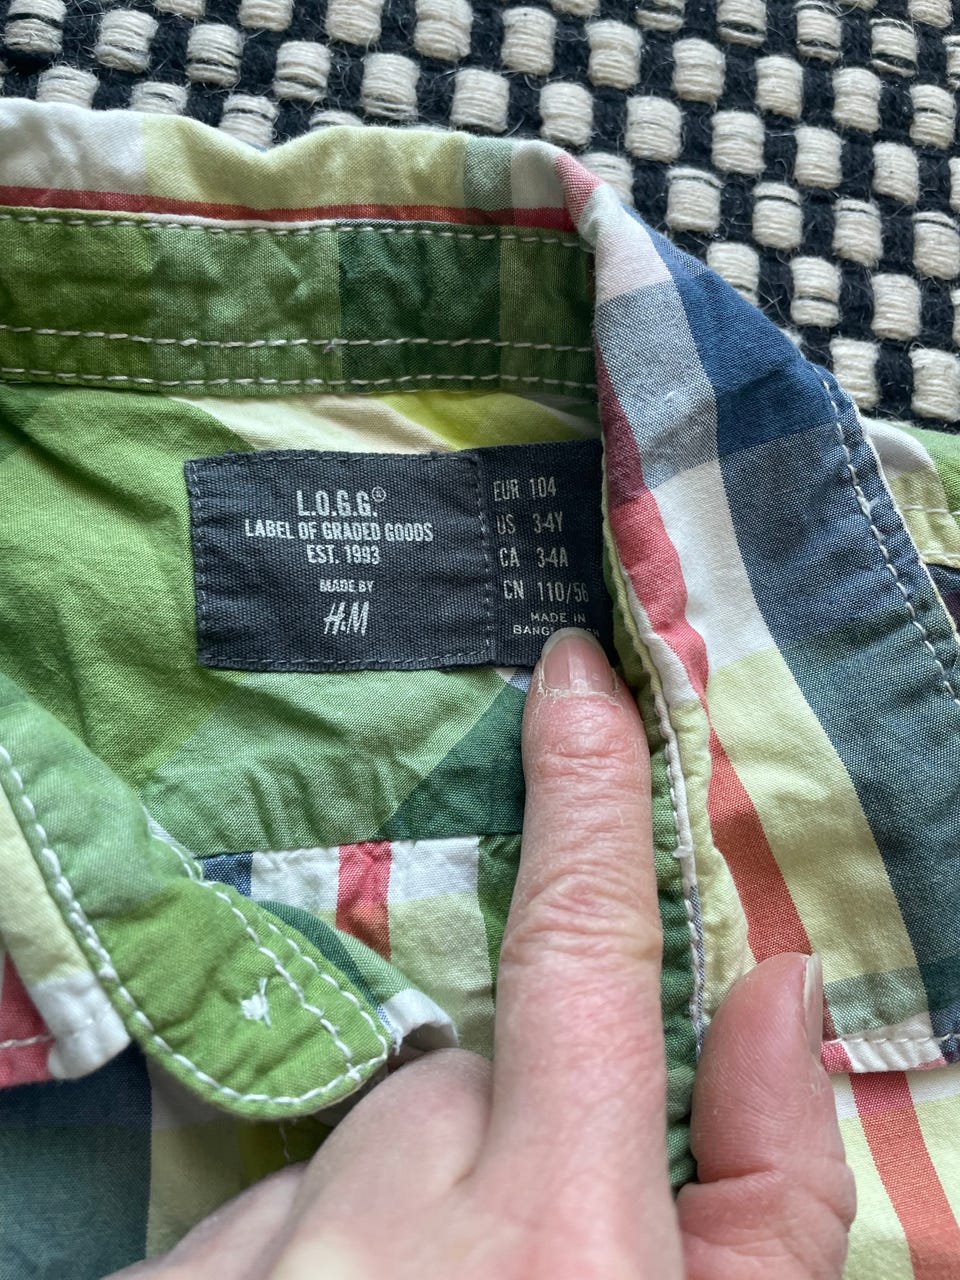 L.O.G.G.®
LABEL OF GRADED GOODS
EST. 1993
MADE BY
H&M
EUR 104
US 3-4Y
CA 3-4A
CN 110/56
MADE IN